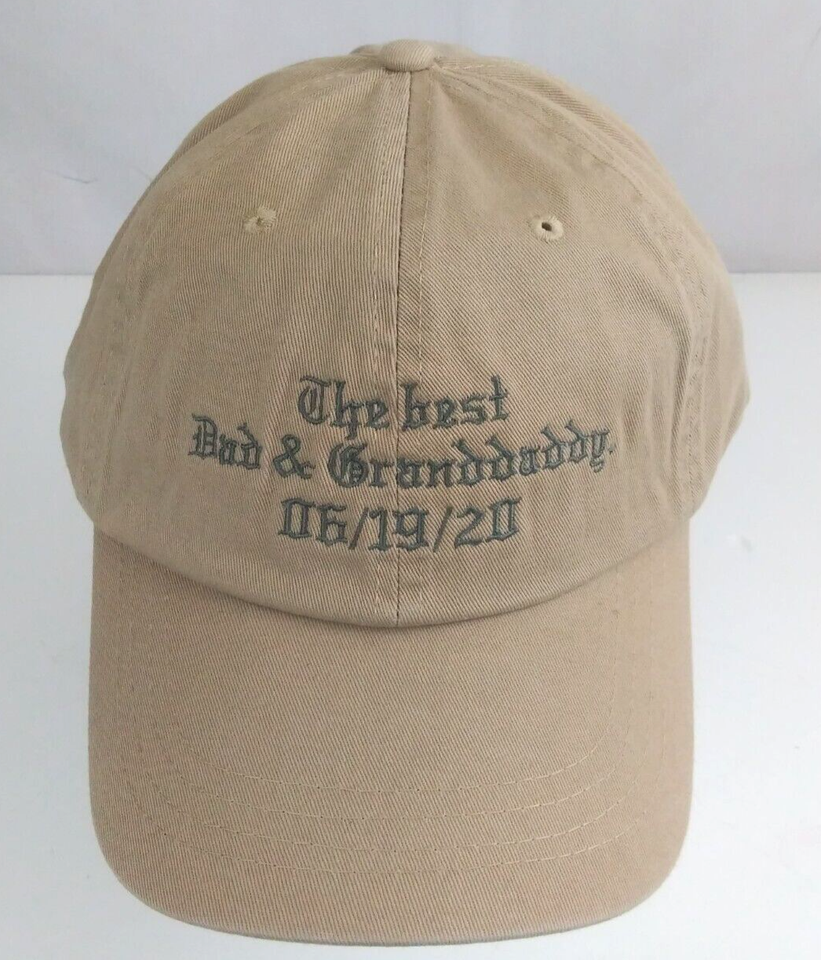 The best
Dad & Granddaddy.
06/19/20